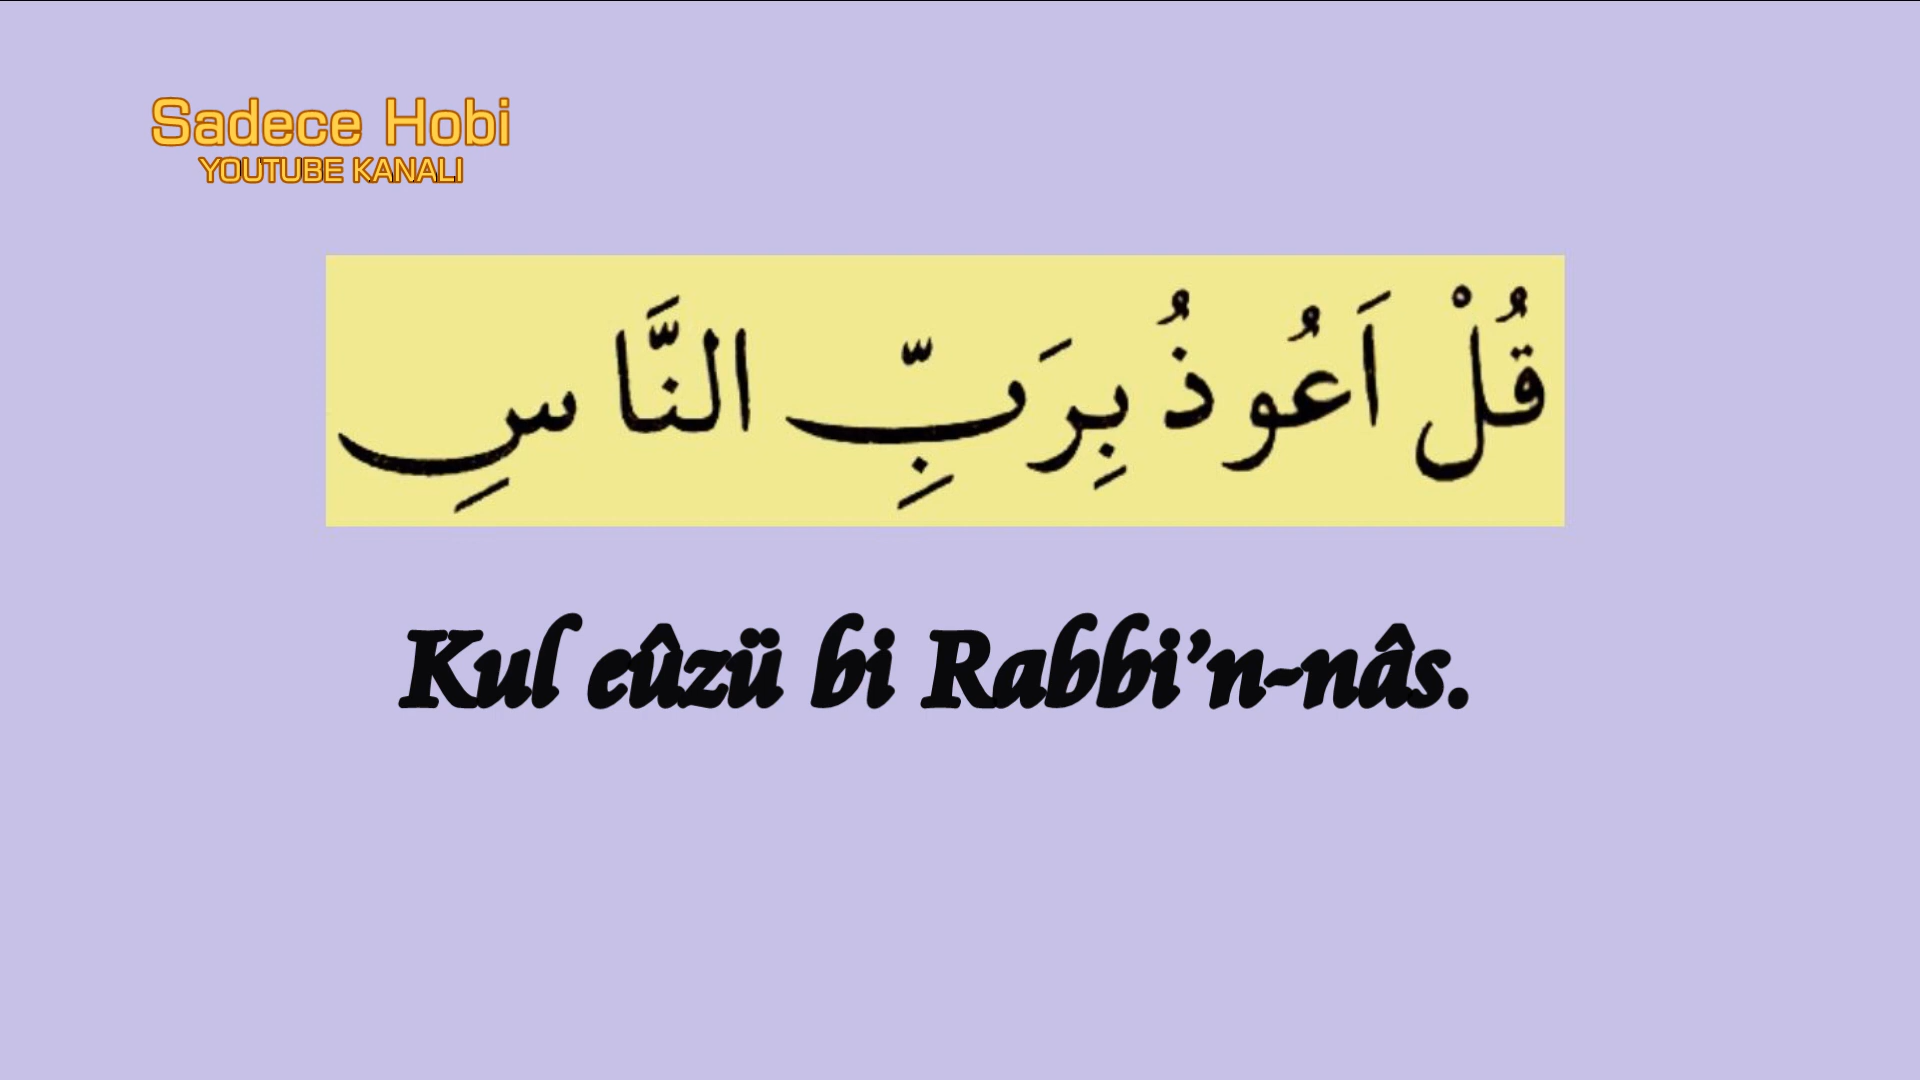 Sadece Hobi
YOUTUBE KANALI
قُلْ اَعُوذُ بِرَبِّ النَّاسِ
Kul eûzü bi Rabbi’n-nâs.